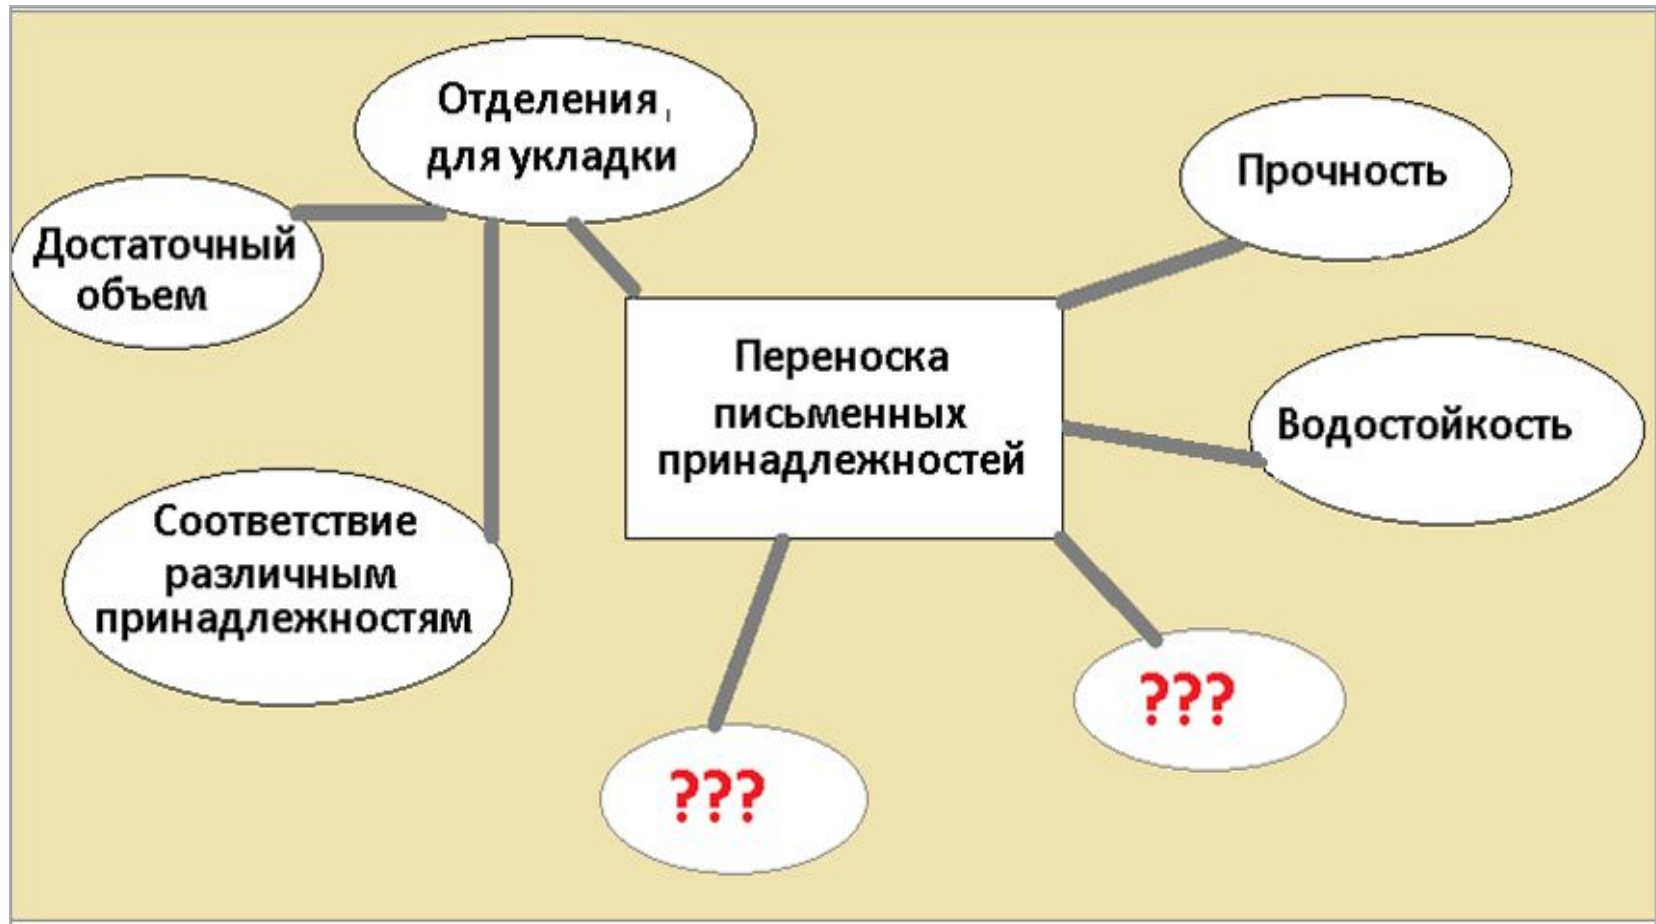 Отделения
для укладки
Прочность
Достаточный
объем
Переноска
письменных
принадлежностей
Водостойкость
Соответствие
различным
принадлежностям
???
???